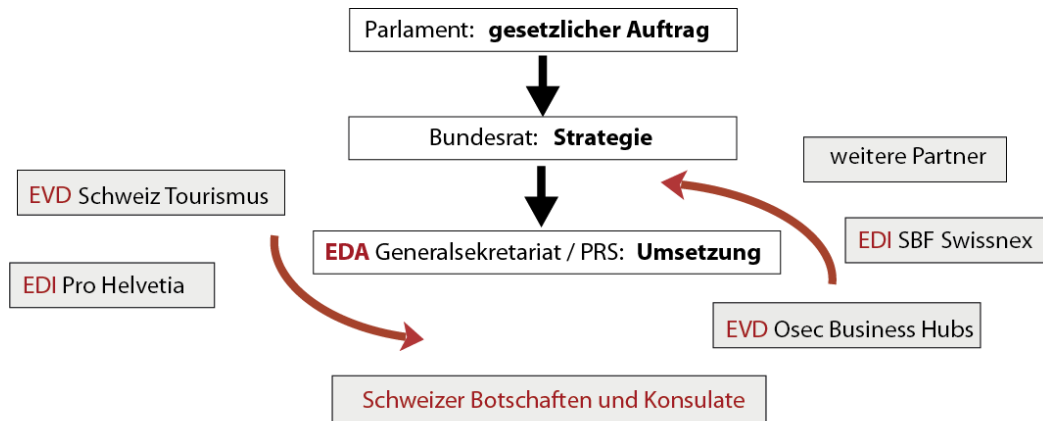 Parlament: gesetzlicher Auftrag
Bundesrat: Strategie
weitere Partner
EVD Schweiz Tourismus
EDA Generalsekretariat / PRS: Umsetzung
EDI SBF Swissnex
EDI Pro Helvetia
EVD Osec Business Hubs
Schweizer Botschaften und Konsulate